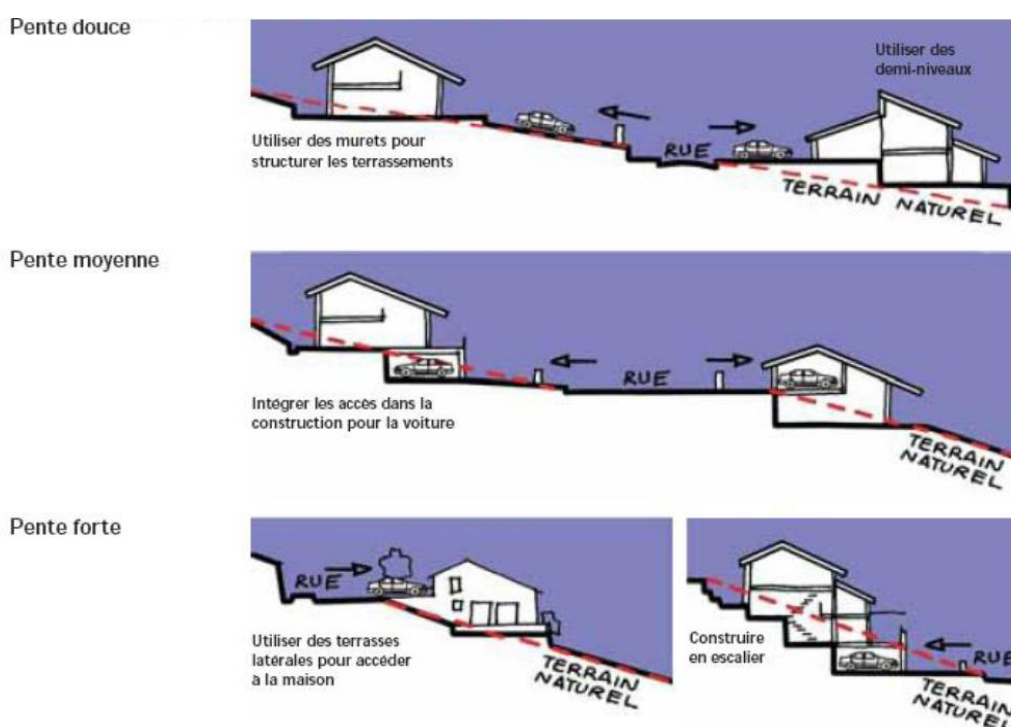 Pente douce
Utiliser des
demi-niveaux
Utiliser des murets pour
structurer les terrassements
RUE
TERRAIN NATUREL
Pente moyenne
RUE
Intégrer les accès dans la
construction pour la voiture
TERRAIN
NATUREL
Pente forte
RUE
Utiliser des terrasses
latérales pour accéder
à la maison
TERRAIN
NATUREL
Construire
en escalier
RUE
TERRAIN
NATUREL